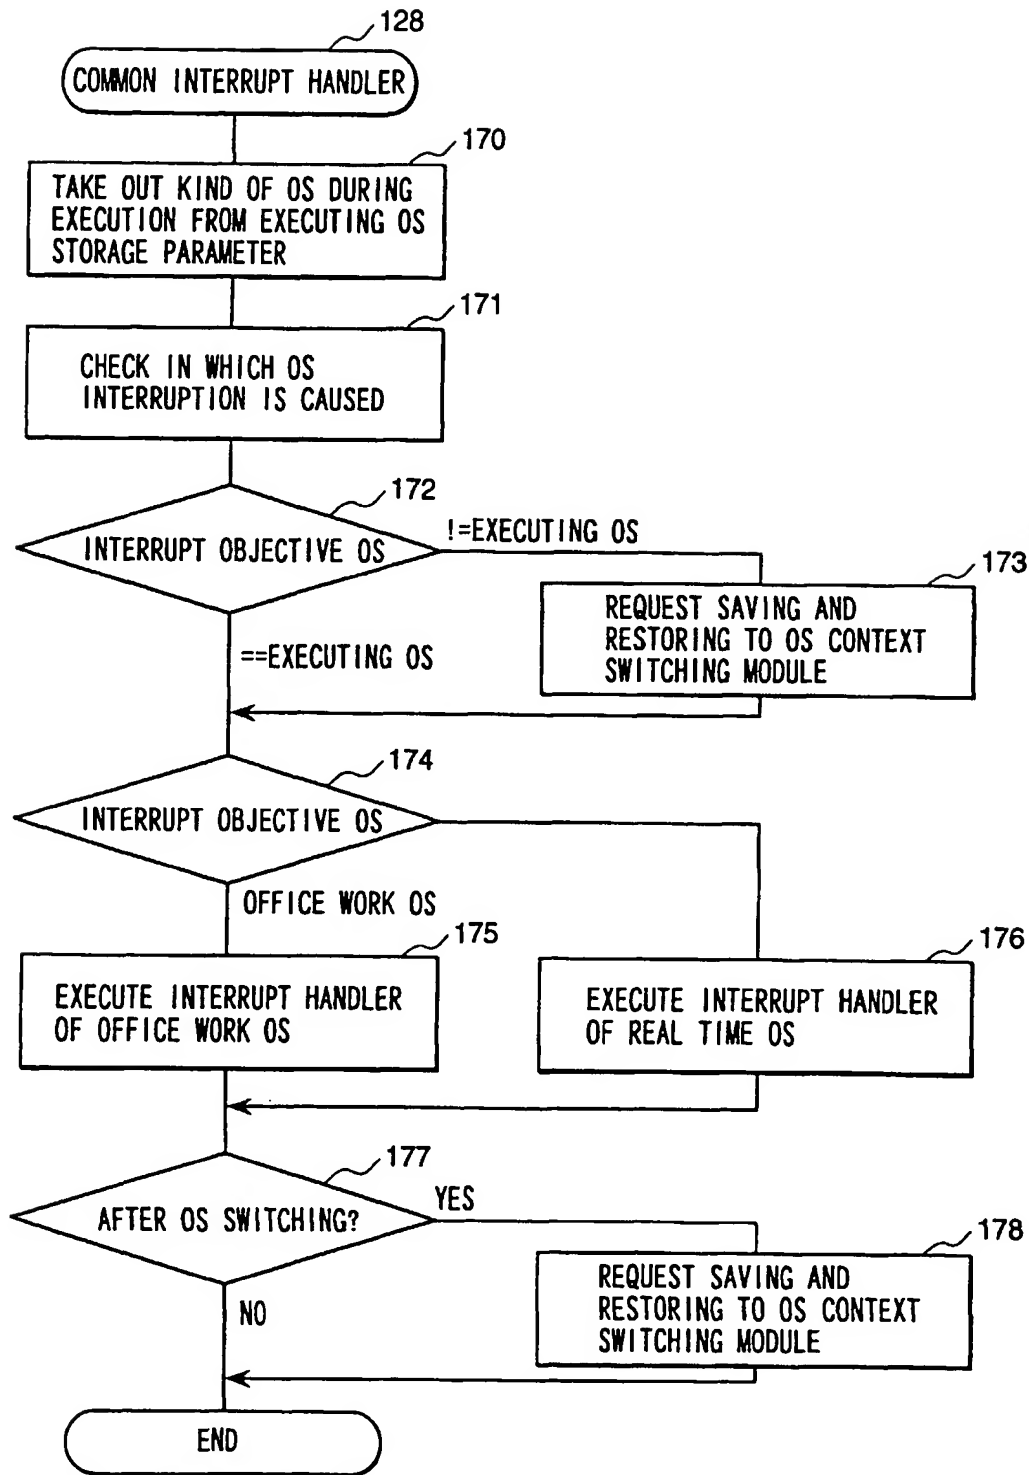 128
COMMON INTERRUPT HANDLER
170
TAKE OUT KIND OF OS DURING
EXECUTION FROM EXECUTING OS
STORAGE PARAMETER
171
CHECK IN WHICH OS
INTERRUPTION IS CAUSED
172
INTERRUPT OBJECTIVE OS
!=EXECUTING OS
173
REQUEST SAVING AND
RESTORING TO OS CONTEXT
SWITCHING MODULE
==EXECUTING OS
174
INTERRUPT OBJECTIVE OS
OFFICE WORK OS
175
EXECUTE INTERRUPT HANDLER
OF OFFICE WORK OS
176
EXECUTE INTERRUPT HANDLER
OF REAL TIME OS
177
AFTER OS SWITCHING?
YES
178
REQUEST SAVING AND
RESTORING TO OS CONTEXT
SWITCHING MODULE
NO
END